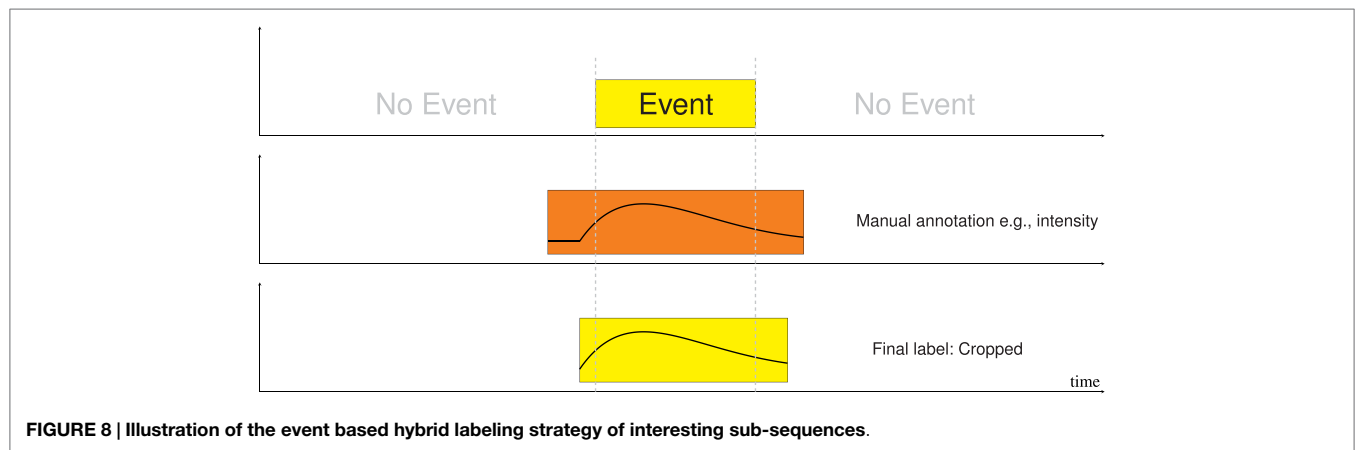 No Event Event No Event
Manual annotation e.g., intensity
Final label: Cropped
time
FIGURE 8 | Illustration of the event based hybrid labeling strategy of interesting sub-sequences.